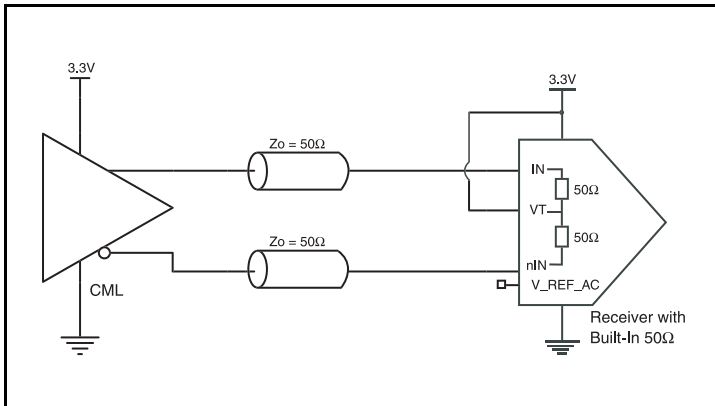 3.3V
3.3V
Zo = 50Ω
IN
50Ω
VT
50Ω
Zo = 50Ω
nIN
CML
V_REF_AC
Receiver with
Built-In 50Ω